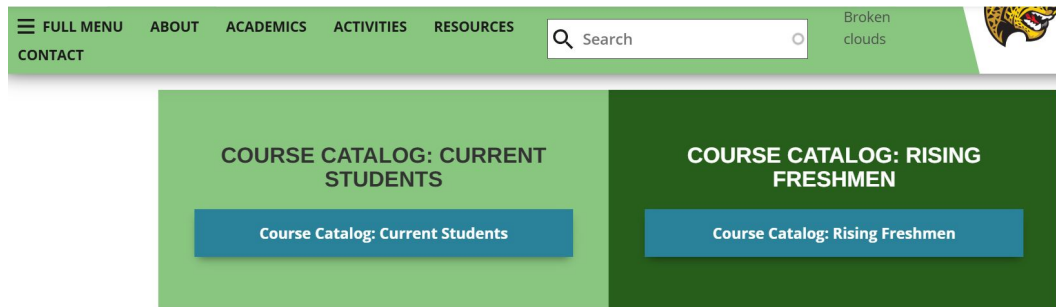 FULL MENU ABOUT ACADEMICS ACTIVITIES RESOURCES
CONTACT
Search
Broken
clouds
COURSE CATALOG: CURRENT
STUDENTS
Course Catalog: Current Students
COURSE CATALOG: RISING
FRESHMEN
Course Catalog: Rising Freshmen